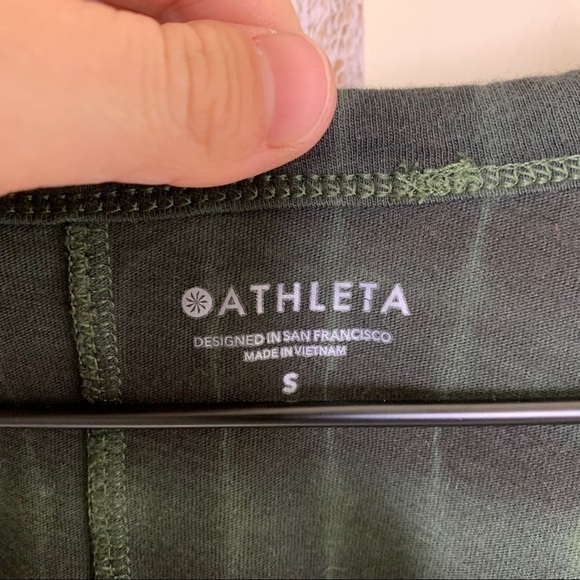 ATHLETA
DESIGNED IN SAN FRANCISCO
MADE IN VIETNAM
S